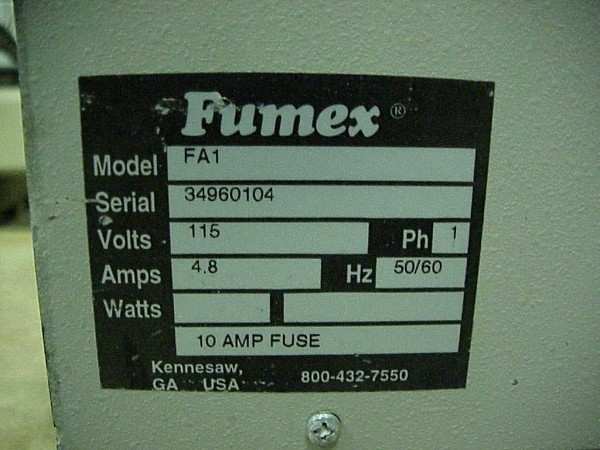 Fumex ®
Model FA1
Serial 34960104
Volts 115 Ph 1
Amps 4.8 Hz 50/60
Watts
10 AMP FUSE
Kennesaw,
GA USA 800-432-7550